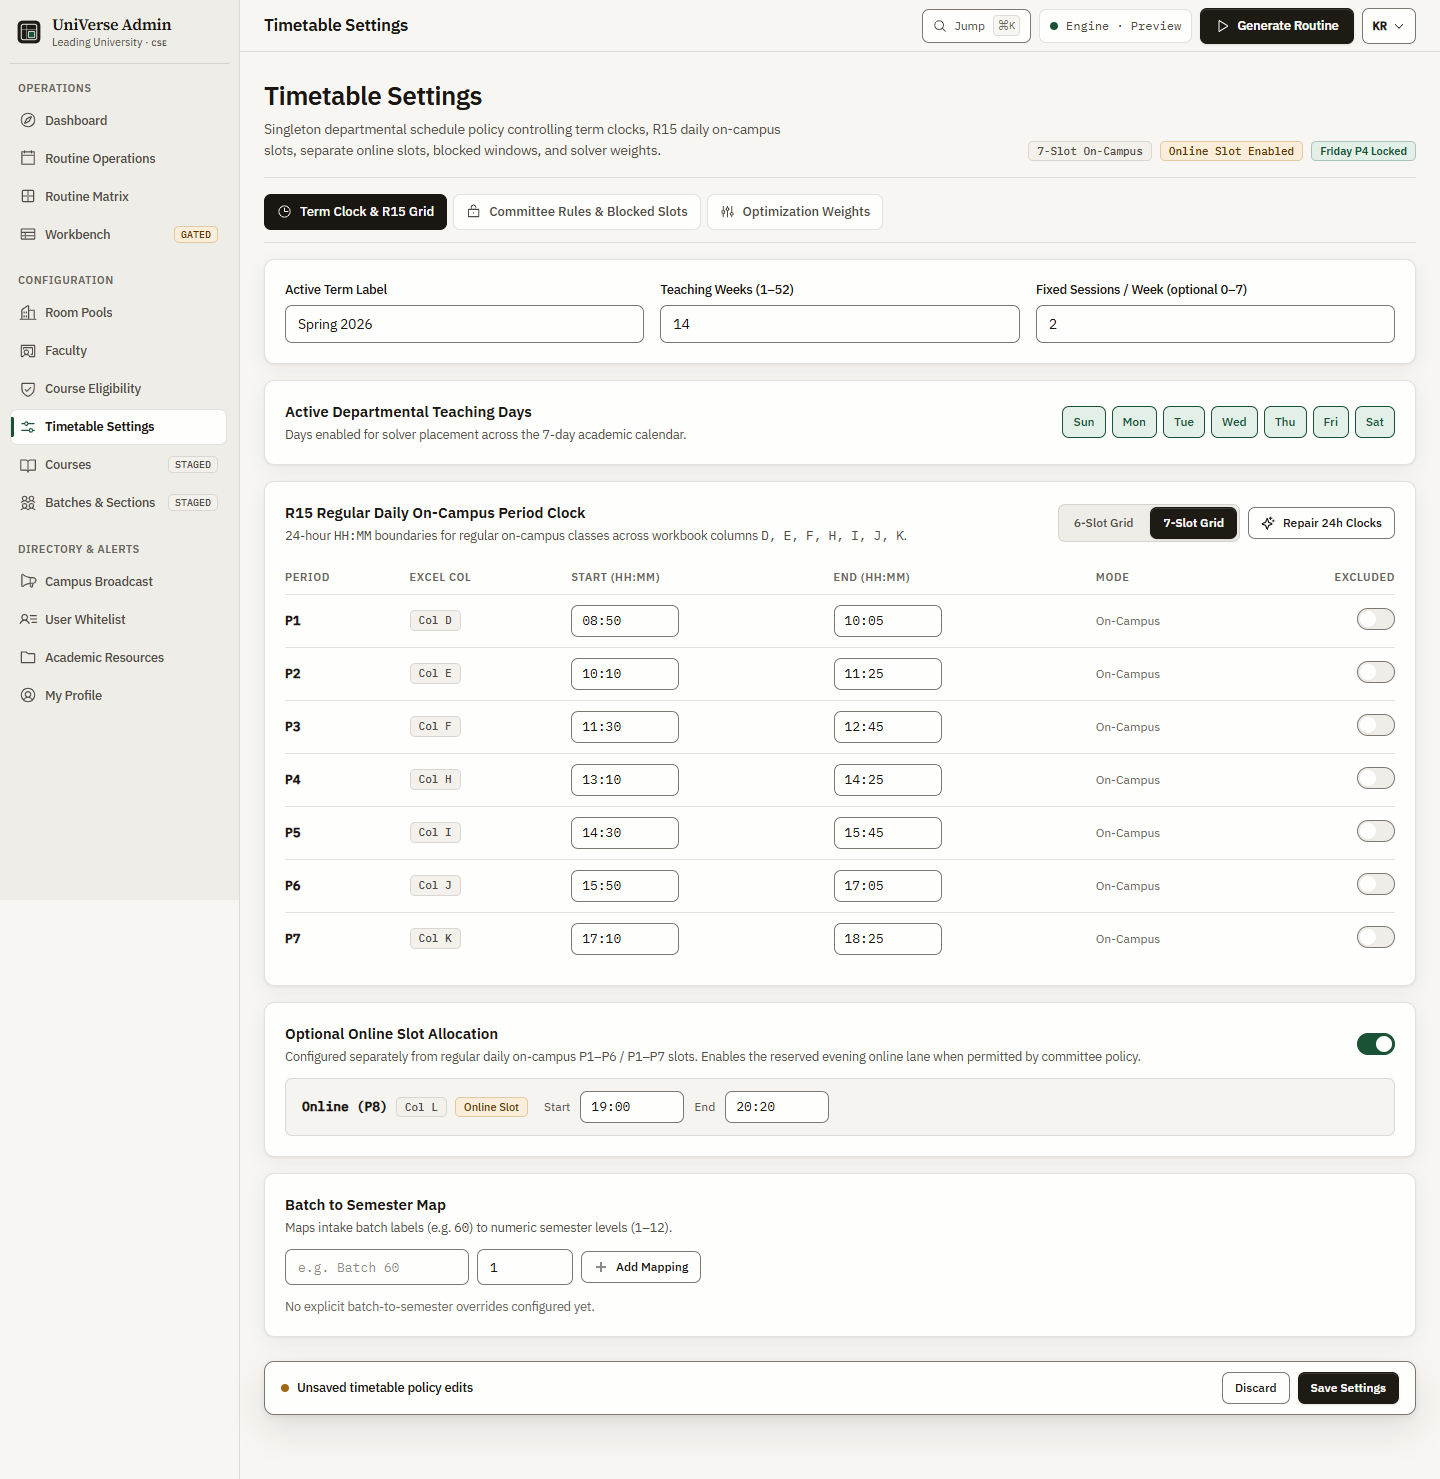 UniVerse Admin
Leading University · CSE
OPERATIONS
Dashboard
Routine Operations
Routine Matrix
Workbench GATED
CONFIGURATION
Room Pools
Faculty
Course Eligibility
Timetable Settings
Courses STAGED
Batches & Sections STAGED
DIRECTORY & ALERTS
Campus Broadcast
User Whitelist
Academic Resources
My Profile
Timetable Settings
Jump ⌘K
Engine · Preview
Generate Routine
KR
Timetable Settings
Singleton departmental schedule policy controlling term clocks, R15 daily on-campus
slots, separate online slots, blocked windows, and solver weights.
7-Slot On-Campus Online Slot Enabled Friday P4 Locked
Term Clock & R15 Grid Committee Rules & Blocked Slots Optimization Weights
Active Term Label Teaching Weeks (1–52) Fixed Sessions / Week (optional 0–7)
Spring 2026 14 2
Active Departmental Teaching Days
Days enabled for solver placement across the 7-day academic calendar.
Sun Mon Tue Wed Thu Fri Sat
R15 Regular Daily On-Campus Period Clock
24-hour HH:MM boundaries for regular on-campus classes across workbook columns D, E, F, H, I, J, K.
6-Slot Grid 7-Slot Grid Repair 24h Clocks
PERIOD EXCEL COL START (HH:MM) END (HH:MM) MODE EXCLUDED
P1 Col D 08:50 10:05 On-Campus
P2 Col E 10:10 11:25 On-Campus
P3 Col F 11:30 12:45 On-Campus
P4 Col H 13:10 14:25 On-Campus
P5 Col I 14:30 15:45 On-Campus
P6 Col J 15:50 17:05 On-Campus
P7 Col K 17:10 18:25 On-Campus
Optional Online Slot Allocation
Configured separately from regular daily on-campus P1–P6 / P1–P7 slots. Enables the reserved evening online lane when permitted by committee policy.
Online (P8) Col L Online Slot Start 19:00 End 20:20
Batch to Semester Map
Maps intake batch labels (e.g. 60) to numeric semester levels (1–12).
e.g. Batch 60 1 Add Mapping
No explicit batch-to-semester overrides configured yet.
Unsaved timetable policy edits Discard Save Settings